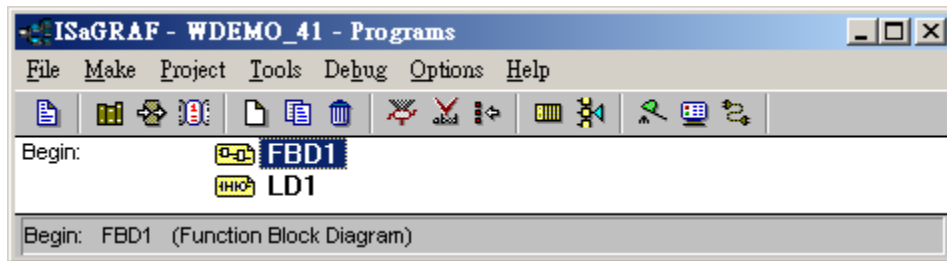 ISaGRAF - WDEMO_41 - Programs
File Make Project Tools Debug Options Help
Begin: FBD1
LD1
Begin: FBD1 (Function Block Diagram)